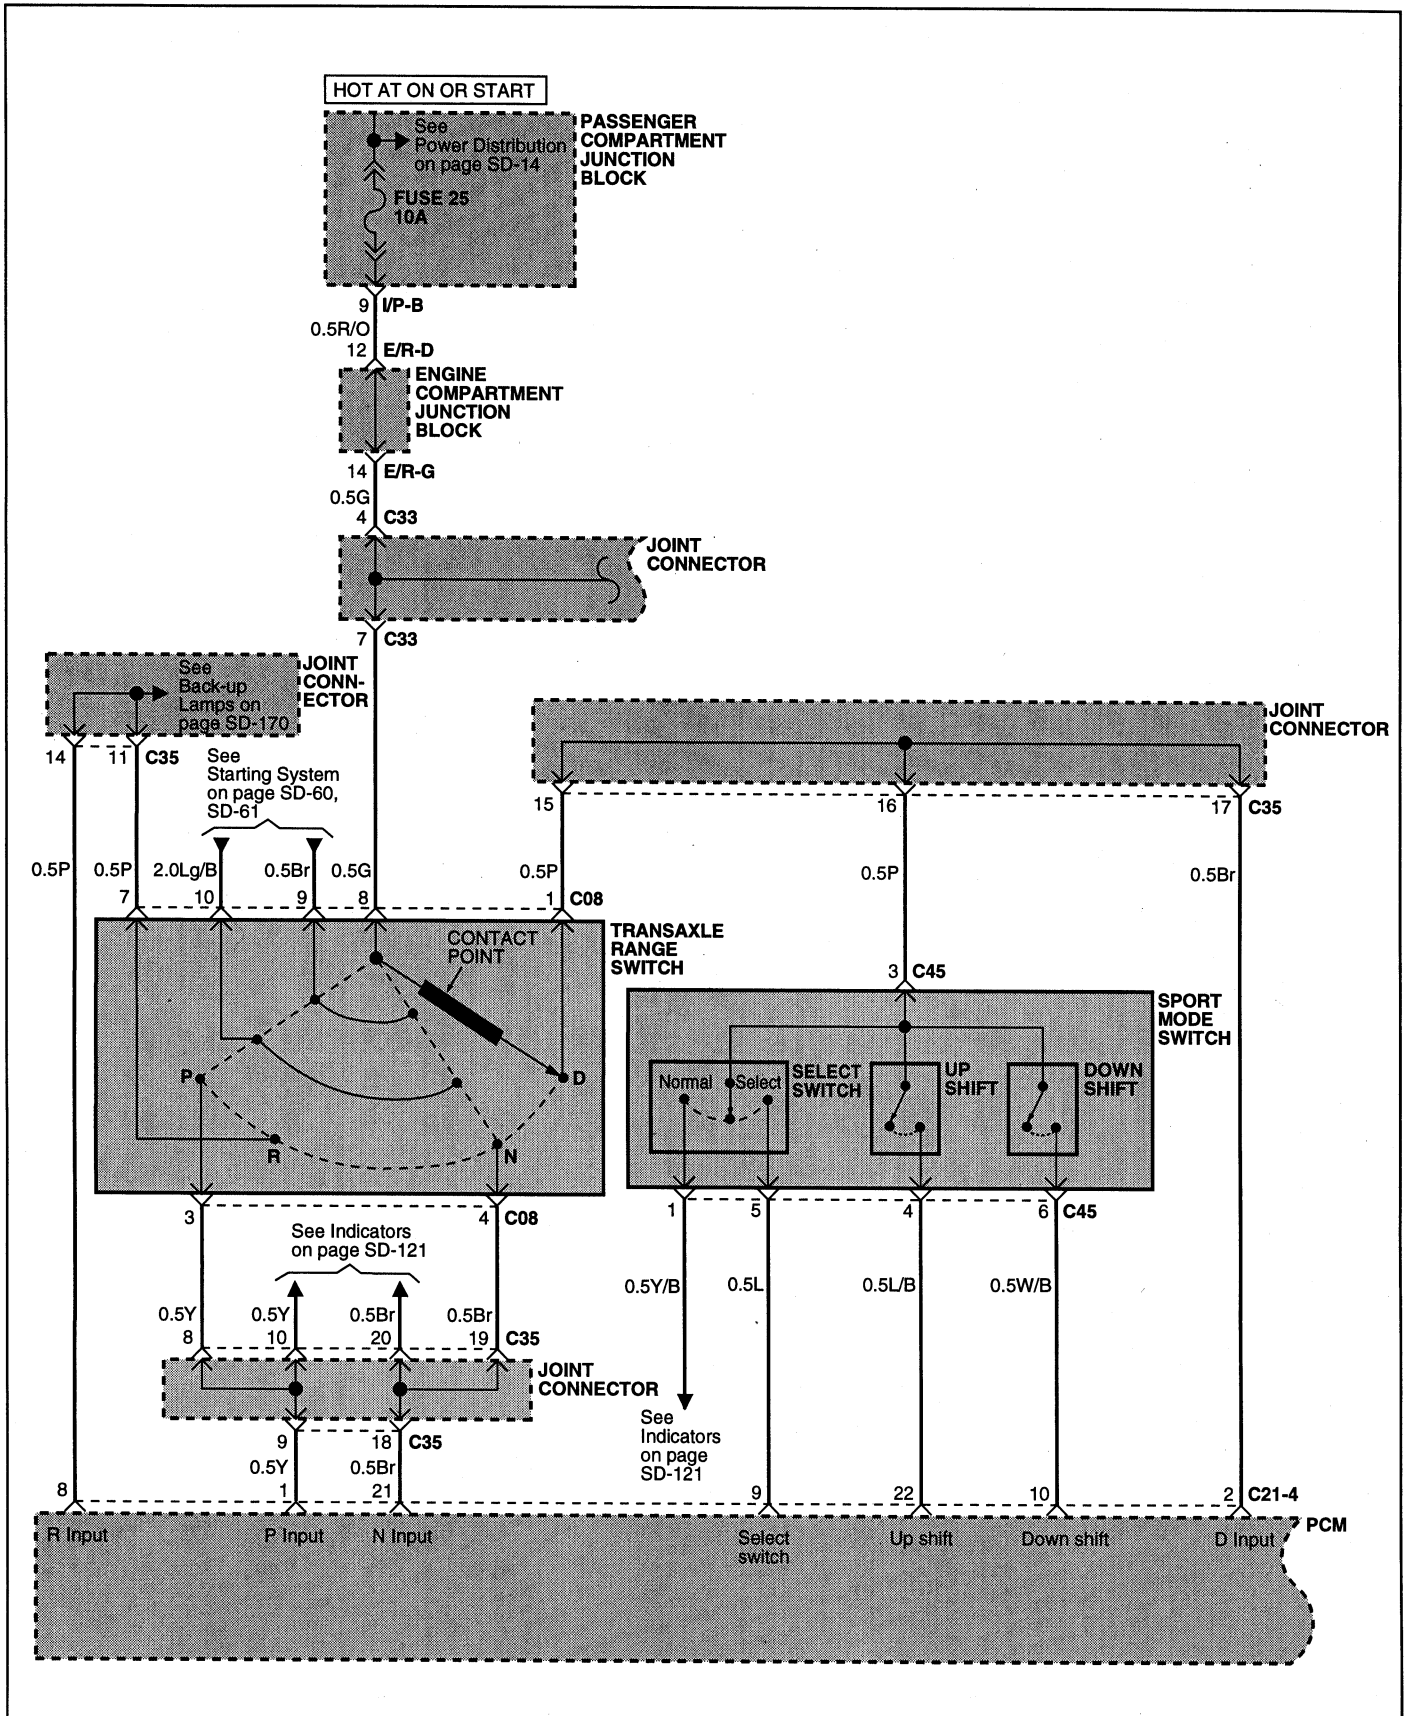 HOT AT ON OR START
See
Power Distribution
on page SD-14
FUSE 25
10A
PASSENGER
COMPARTMENT
JUNCTION
BLOCK
9 I/P-B
0.5R/O
12 E/R-D
ENGINE
COMPARTMENT
JUNCTION
BLOCK
14 E/R-G
0.5G
4 C33
JOINT
CONNECTOR
7 C33
See
Back-up
Lamps on
page SD-170
JOINT
CONN-
ECTOR
14 11 C35
See
Starting System
on page SD-60,
SD-61
JOINT
CONNECTOR
15 16 17 C35
0.5P 0.5P 2.0Lg/B 0.5Br 0.5G 0.5P 0.5P 0.5Br
7 10 9 8 1 C08
CONTACT
POINT
TRANSAXLE
RANGE
SWITCH
P
R
N
D
3 C45
SPORT
MODE
SWITCH
Normal Select
SELECT
SWITCH
UP
SHIFT
DOWN
SHIFT
3 4 C08
1 5 4 6 C45
See Indicators
on page SD-121
0.5Y/B 0.5L 0.5L/B 0.5W/B
0.5Y 0.5Y 0.5Br 0.5Br
8 10 20 19 C35
JOINT
CONNECTOR
9 18 C35
0.5Y 0.5Br
See
Indicators
on page
SD-121
8 1 21 9 22 10 2 C21-4
R Input P Input N Input Select
switch Up shift Down shift D Input
PCM